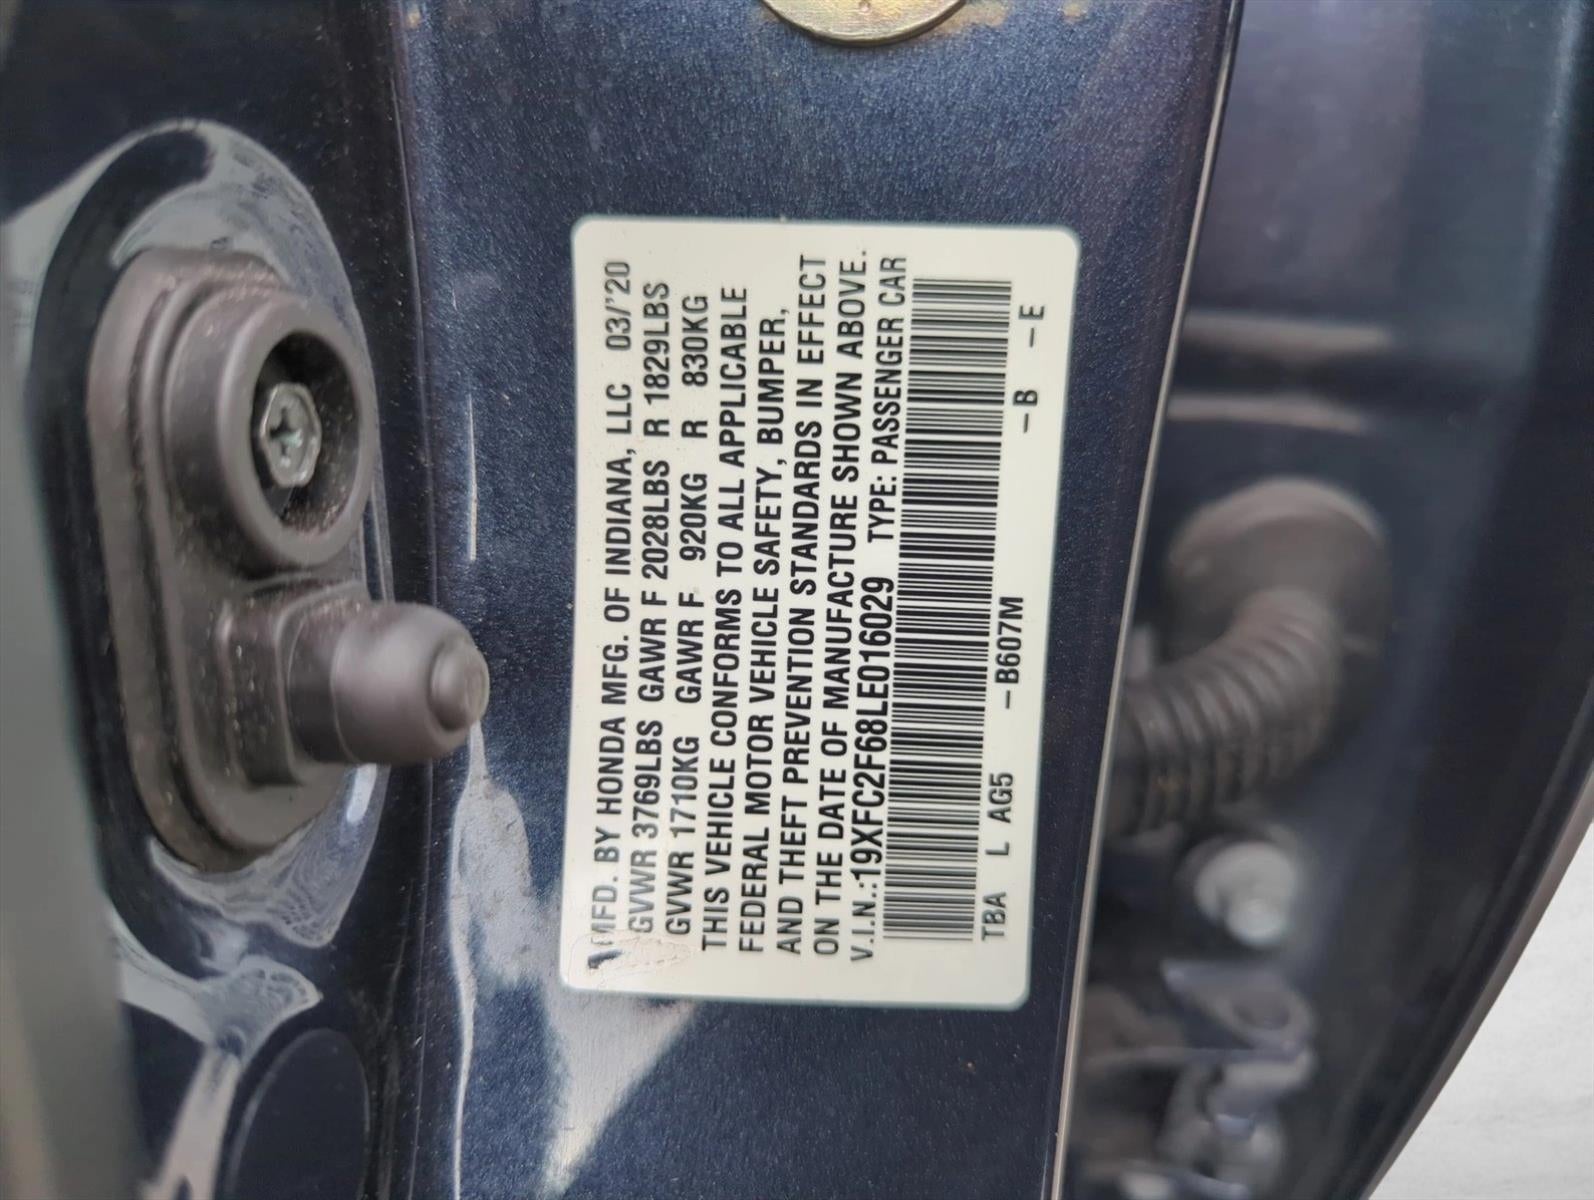 MFD. BY HONDA MFG. OF INDIANA, LLC 03/'20
GVWR 3769LBS GAWR F 2028LBS R 1829LBS
GVWR 1710KG GAWR F 920KG R 830KG
THIS VEHICLE CONFORMS TO ALL APPLICABLE
FEDERAL MOTOR VEHICLE SAFETY, BUMPER,
AND THEFT PREVENTION STANDARDS IN EFFECT
ON THE DATE OF MANUFACTURE SHOWN ABOVE.
V.I.N.:19XFC2F68LE016029 TYPE: PASSENGER CAR
TBA L AG5 -B607M -B -E